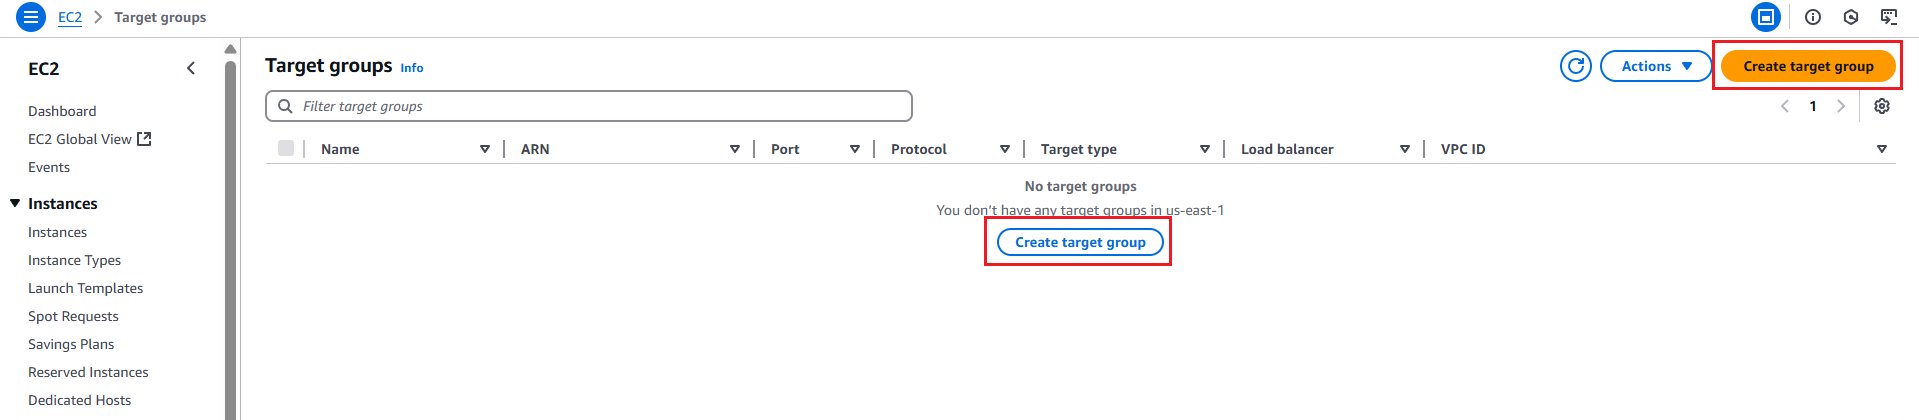 EC2 Target groups
EC2
Dashboard
EC2 Global View
Events
Instances
Instances
Instance Types
Launch Templates
Spot Requests
Savings Plans
Reserved Instances
Dedicated Hosts
Target groups Info
Actions
Create target group
Filter target groups
1
Name ARN Port Protocol Target type Load balancer VPC ID
No target groups
You don't have any target groups in us-east-1
Create target group